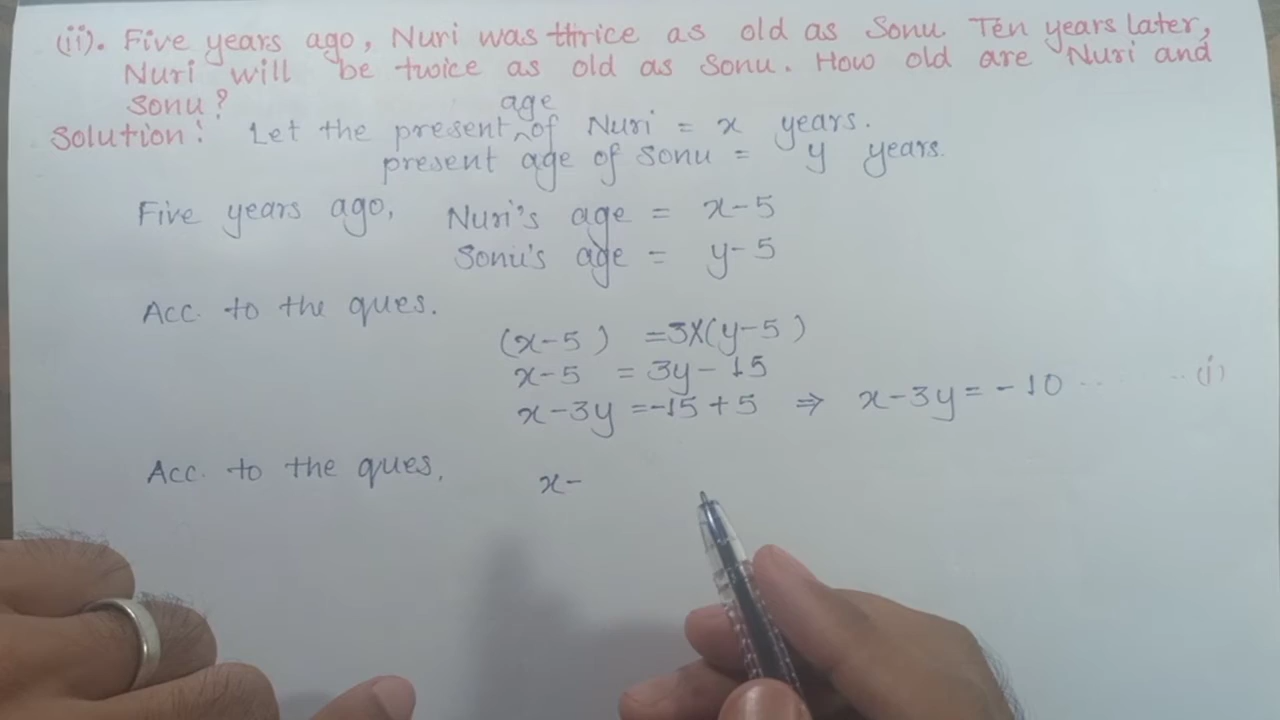 (ii). Five years ago, Nuri was thrice as old as Sonu. Ten years later,
Nuri will be twice as old as Sonu. How old are Nuri and
Sonu?
Solution: Let the present age of Nuri = x years.
present age of Sonu = y years.
Five years ago, Nuri's age = x-5
Sonu's age = y-5
Acc. to the ques.
(x-5) =3X(y-5)
x-5 = 3y-15
x-3y =-15+5 ⇒ x-3y = -10 ..... (i)
Acc. to the ques, x-